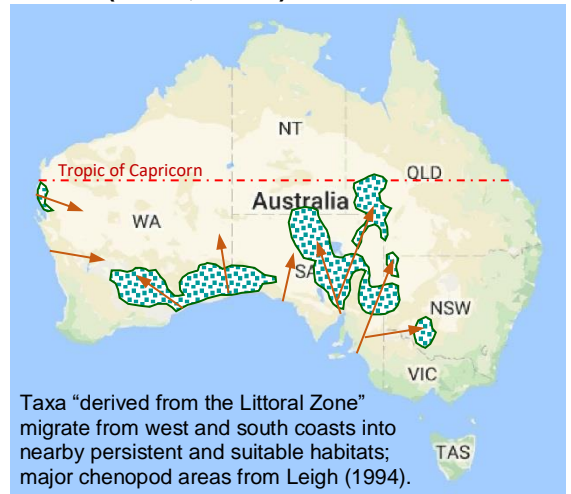 NT
Tropic of Capricorn
QLD
Australia
WA
SA
NSW
VIC
Taxa “derived from the Littoral Zone”
migrate from west and south coasts into
nearby persistent and suitable habitats;
major chenopod areas from Leigh (1994).
TAS